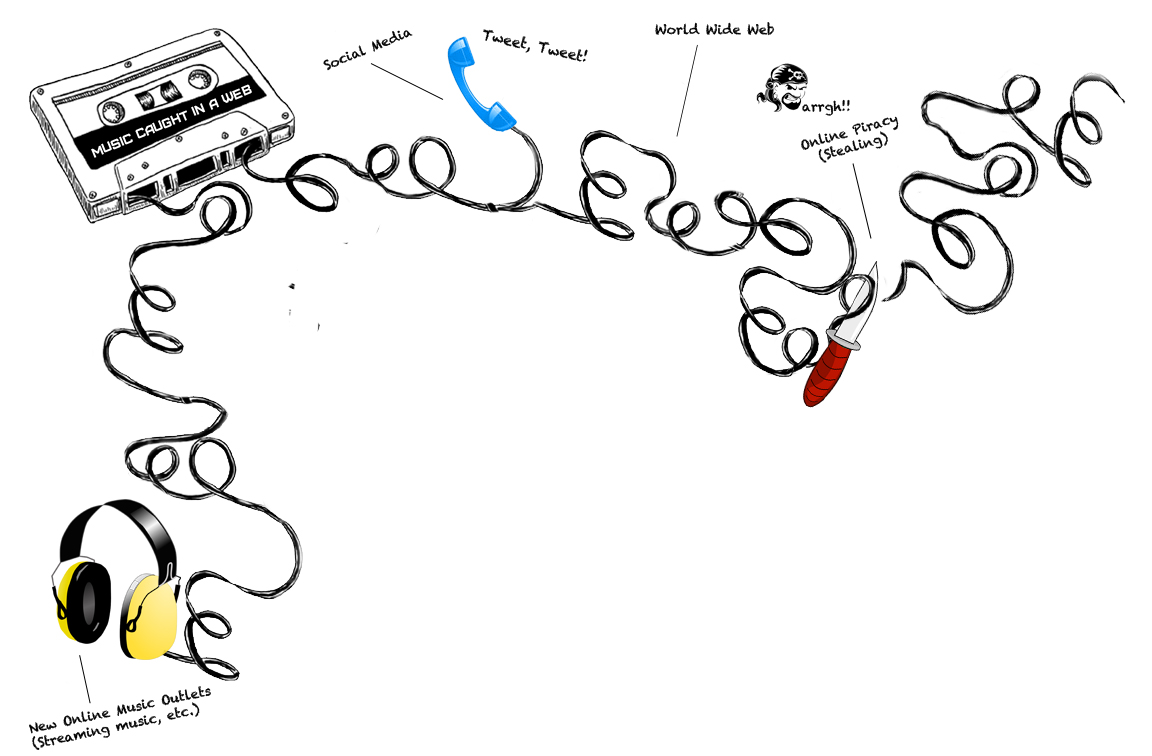 MUSIC CAUGHT IN A WEB
Social Media
Tweet, Tweet!
World Wide Web
arrgh!!
Online Piracy
(Stealing)
New Online Music Outlets
(Streaming music, etc.)